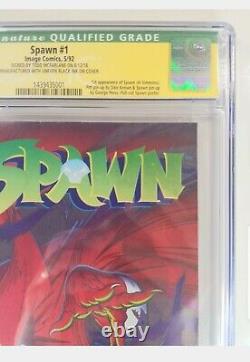 nature QUALIFIED GRADE
Spawn #1
Image Comics, 5/92
SIGNED BY TODD MCFARLANE ON 8/12/18
MANUFACTURED WITH UNEVEN BLACK INK ON COVER
1439435001
1st appearance of Spawn (Al Simmons).
Pin-up by Dale Keown & Spawn pin-up
by George Perez. Pull-out Spawn poster.
SPAWN